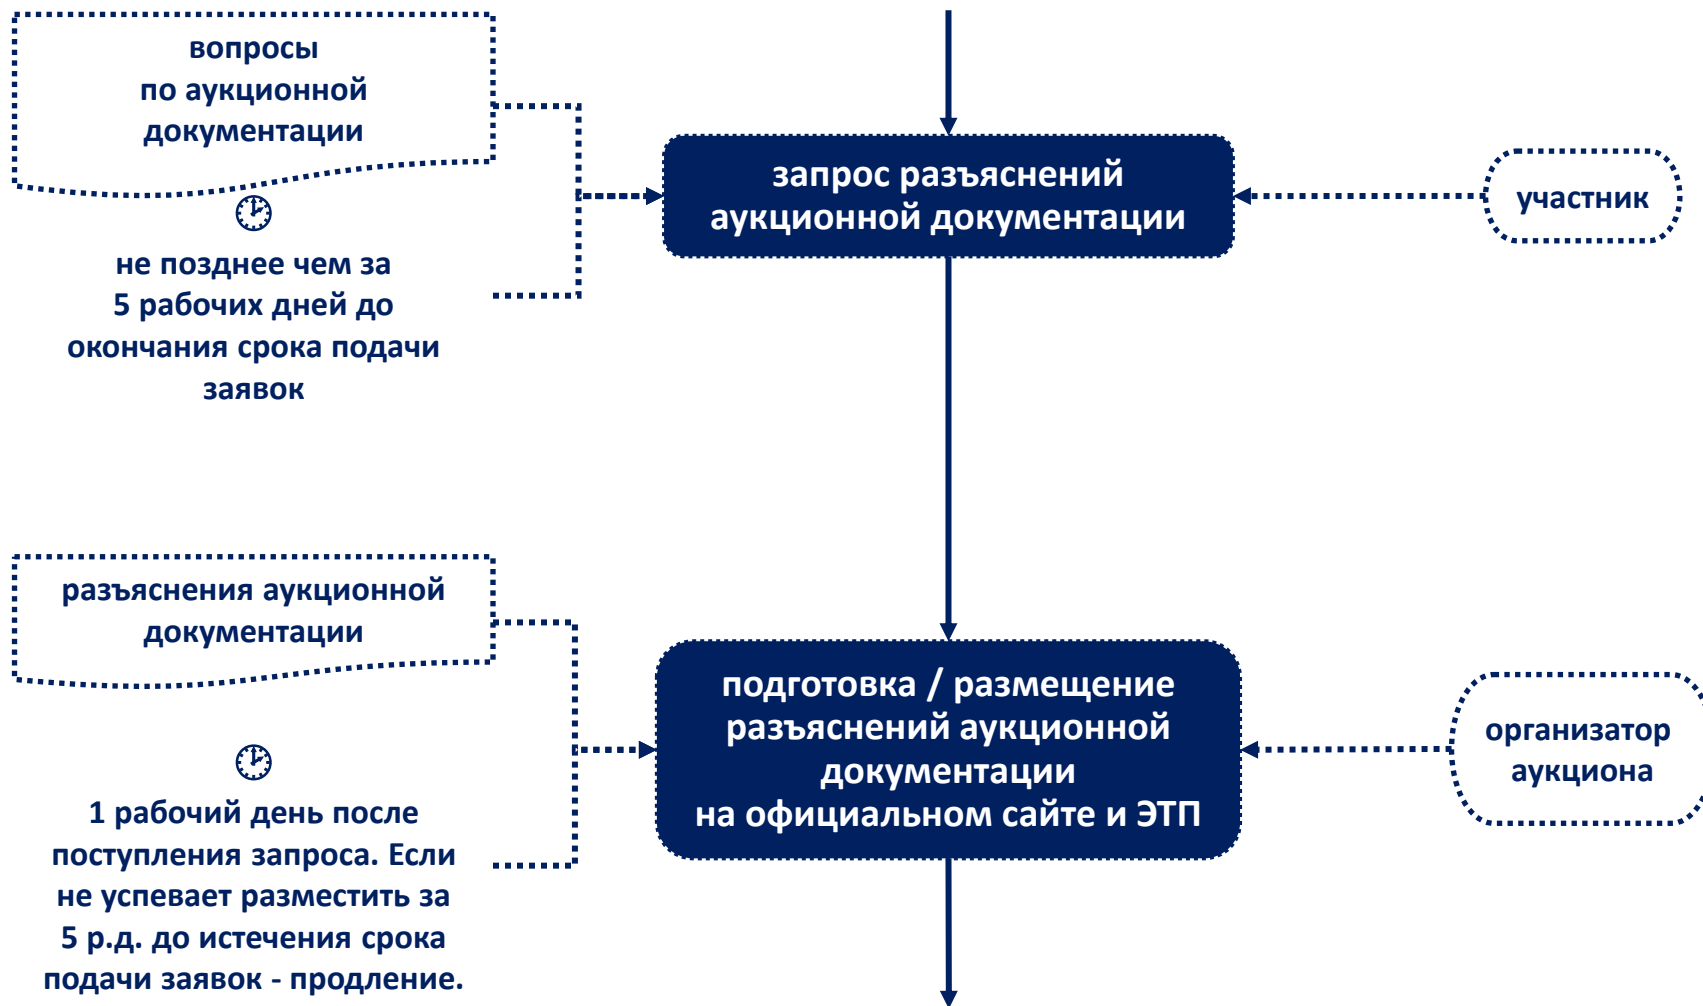 вопросы
по аукционной
документации
запрос разъяснений
аукционной документации
участник
не позднее чем за
5 рабочих дней до
окончания срока подачи
заявок
разъяснения аукционной
документации
подготовка / размещение
разъяснений аукционной
документации
на официальном сайте и ЭТП
организатор
аукциона
1 рабочий день после
поступления запроса. Если
не успевает разместить за
5 р.д. до истечения срока
подачи заявок - продление.